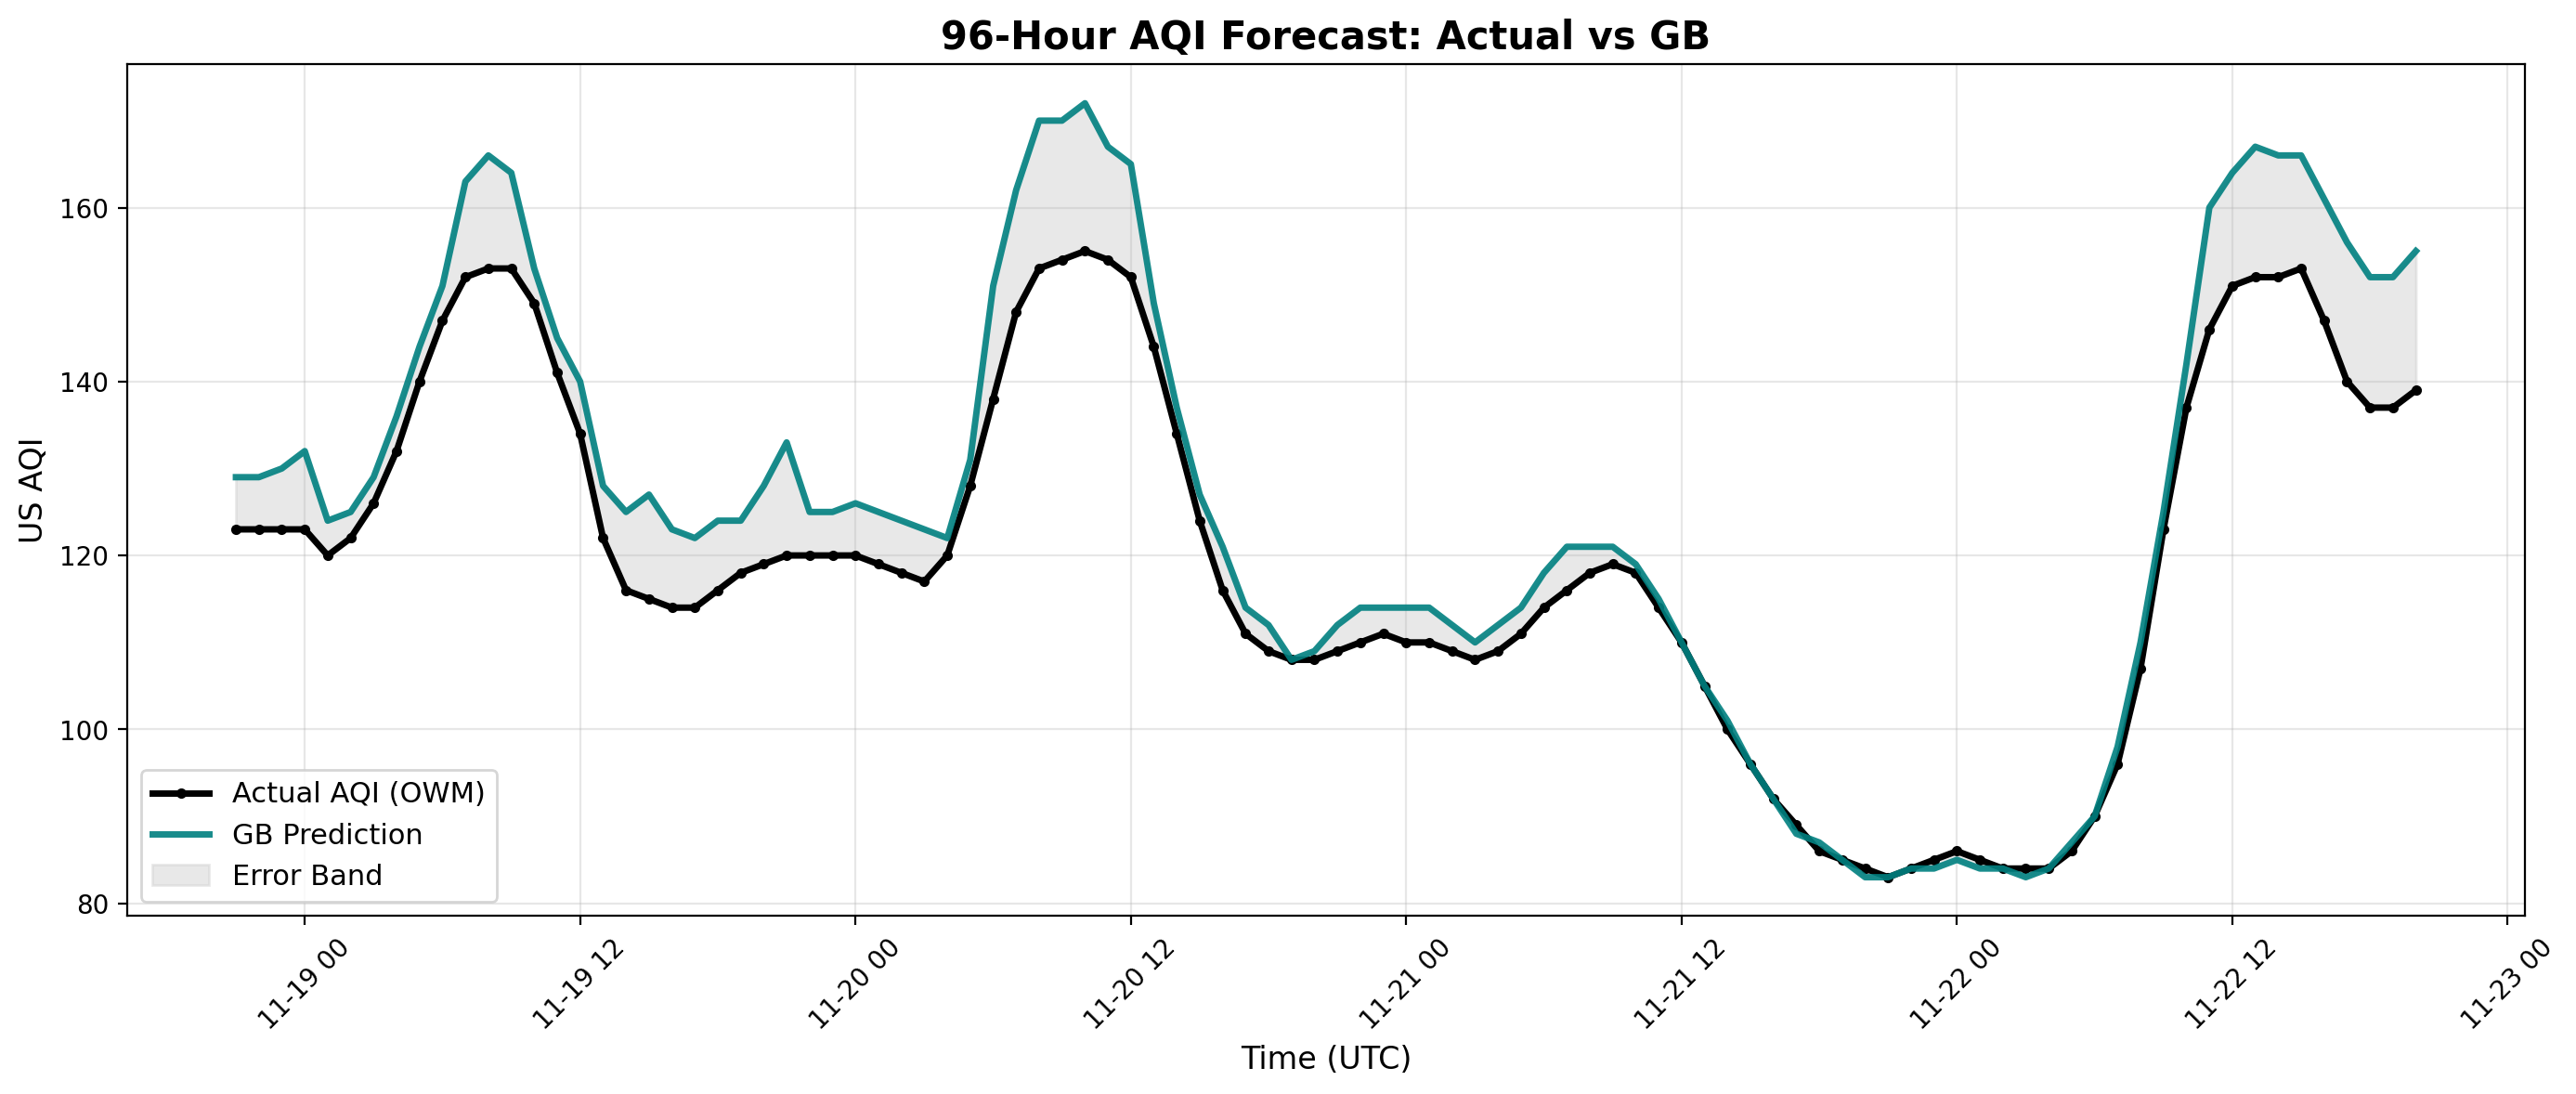 96-Hour AQI Forecast: Actual vs GB
US AQI
160
140
120
100
80
Actual AQI (OWM)
GB Prediction
Error Band
11-19 00
11-19 12
11-20 00
11-20 12
11-21 00
11-21 12
11-22 00
11-22 12
11-23 00
Time (UTC)